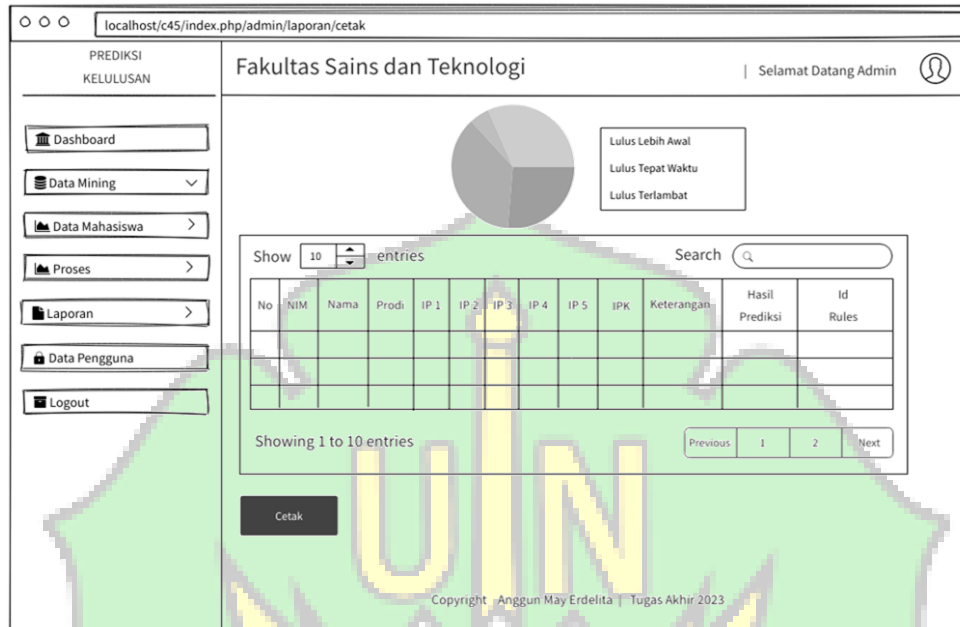 localhost/c45/index.php/admin/laporan/cetak
PREDIKSI
KELULUSAN
Fakultas Sains dan Teknologi
| Selamat Datang Admin
Dashboard
Data Mining
Data Mahasiswa
Proses
Laporan
Data Pengguna
Logout
Lulus Lebih Awal
Lulus Tepat Waktu
Lulus Terlambat
Show 10 entries
Search
No NIM Nama Prodi IP 1 IP 2 IP 3 IP 4 IP 5 IPK Keterangan Hasil Prediksi Id Rules
Showing 1 to 10 entries
Previous 1 2 Next
Cetak
UIN
Copyright Anggun May Erdelita | Tugas Akhir 2023